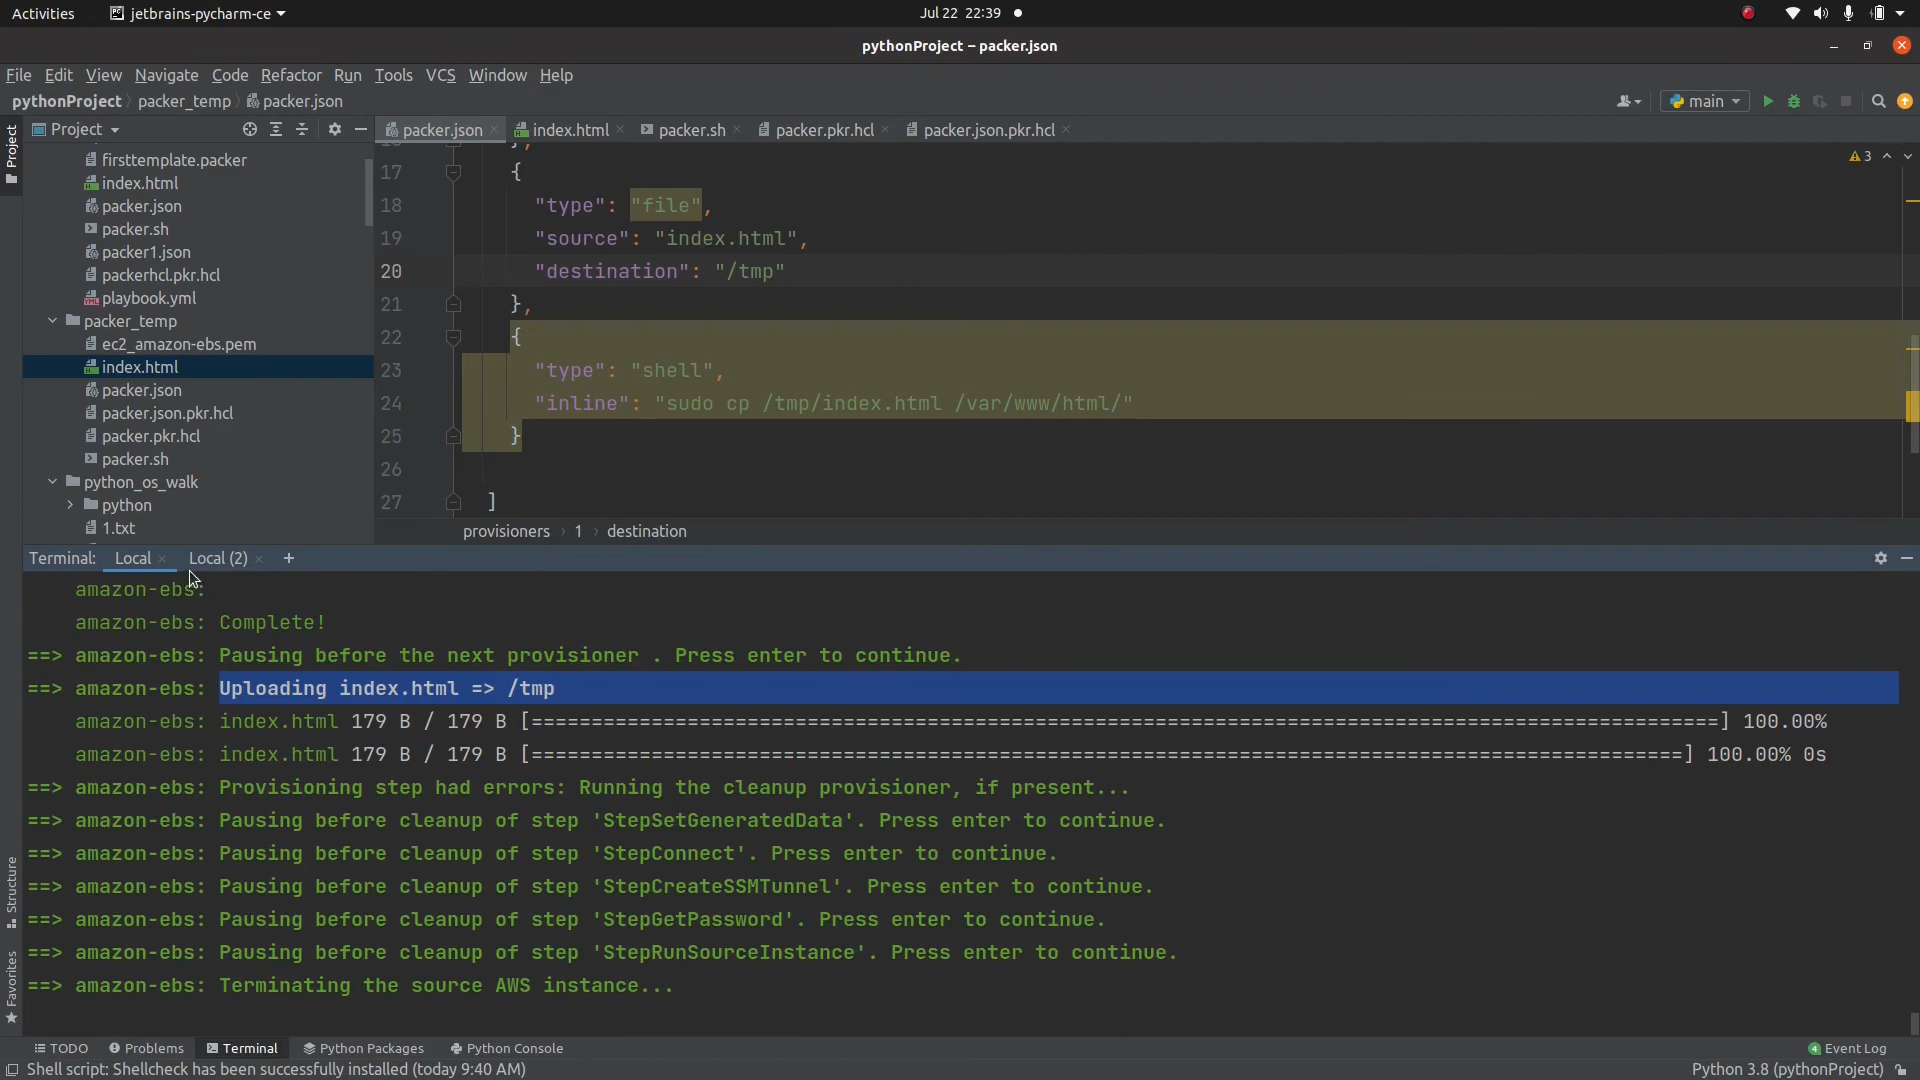 Activities
jetbrains-pycharm-ce
Jul 22 22:39
pythonProject – packer.json
File Edit View Navigate Code Refactor Run Tools VCS Window Help
pythonProject packer_temp packer.json
main
Project
Project
packer.json
index.html
packer.sh
packer.pkr.hcl
packer.json.pkr.hcl
firsttemplate.packer
index.html
packer.json
packer.sh
packer1.json
packerhcl.pkr.hcl
playbook.yml
packer_temp
ec2_amazon-ebs.pem
index.html
packer.json
packer.json.pkr.hcl
packer.pkr.hcl
packer.sh
python_os_walk
python
1.txt
3
17 {
18 "type": "file",
19 "source": "index.html",
20 "destination": "/tmp"
21 },
22 {
23 "type": "shell",
24 "inline": "sudo cp /tmp/index.html /var/www/html/"
25 }
26
27 ]
provisioners 1 destination
Terminal: Local Local (2) +
amazon-ebs:
amazon-ebs: Complete!
==> amazon-ebs: Pausing before the next provisioner . Press enter to continue.
==> amazon-ebs: Uploading index.html => /tmp
amazon-ebs: index.html 179 B / 179 B [===================================================================================================] 100.00%
amazon-ebs: index.html 179 B / 179 B [================================================================================================] 100.00% 0s
==> amazon-ebs: Provisioning step had errors: Running the cleanup provisioner, if present...
==> amazon-ebs: Pausing before cleanup of step 'StepSetGeneratedData'. Press enter to continue.
==> amazon-ebs: Pausing before cleanup of step 'StepConnect'. Press enter to continue.
==> amazon-ebs: Pausing before cleanup of step 'StepCreateSSMTunnel'. Press enter to continue.
==> amazon-ebs: Pausing before cleanup of step 'StepGetPassword'. Press enter to continue.
==> amazon-ebs: Pausing before cleanup of step 'StepRunSourceInstance'. Press enter to continue.
==> amazon-ebs: Terminating the source AWS instance...
Structure
Favorites
TODO Problems Terminal Python Packages Python Console
4 Event Log
Shell script: Shellcheck has been successfully installed (today 9:40 AM)
Python 3.8 (pythonProject)